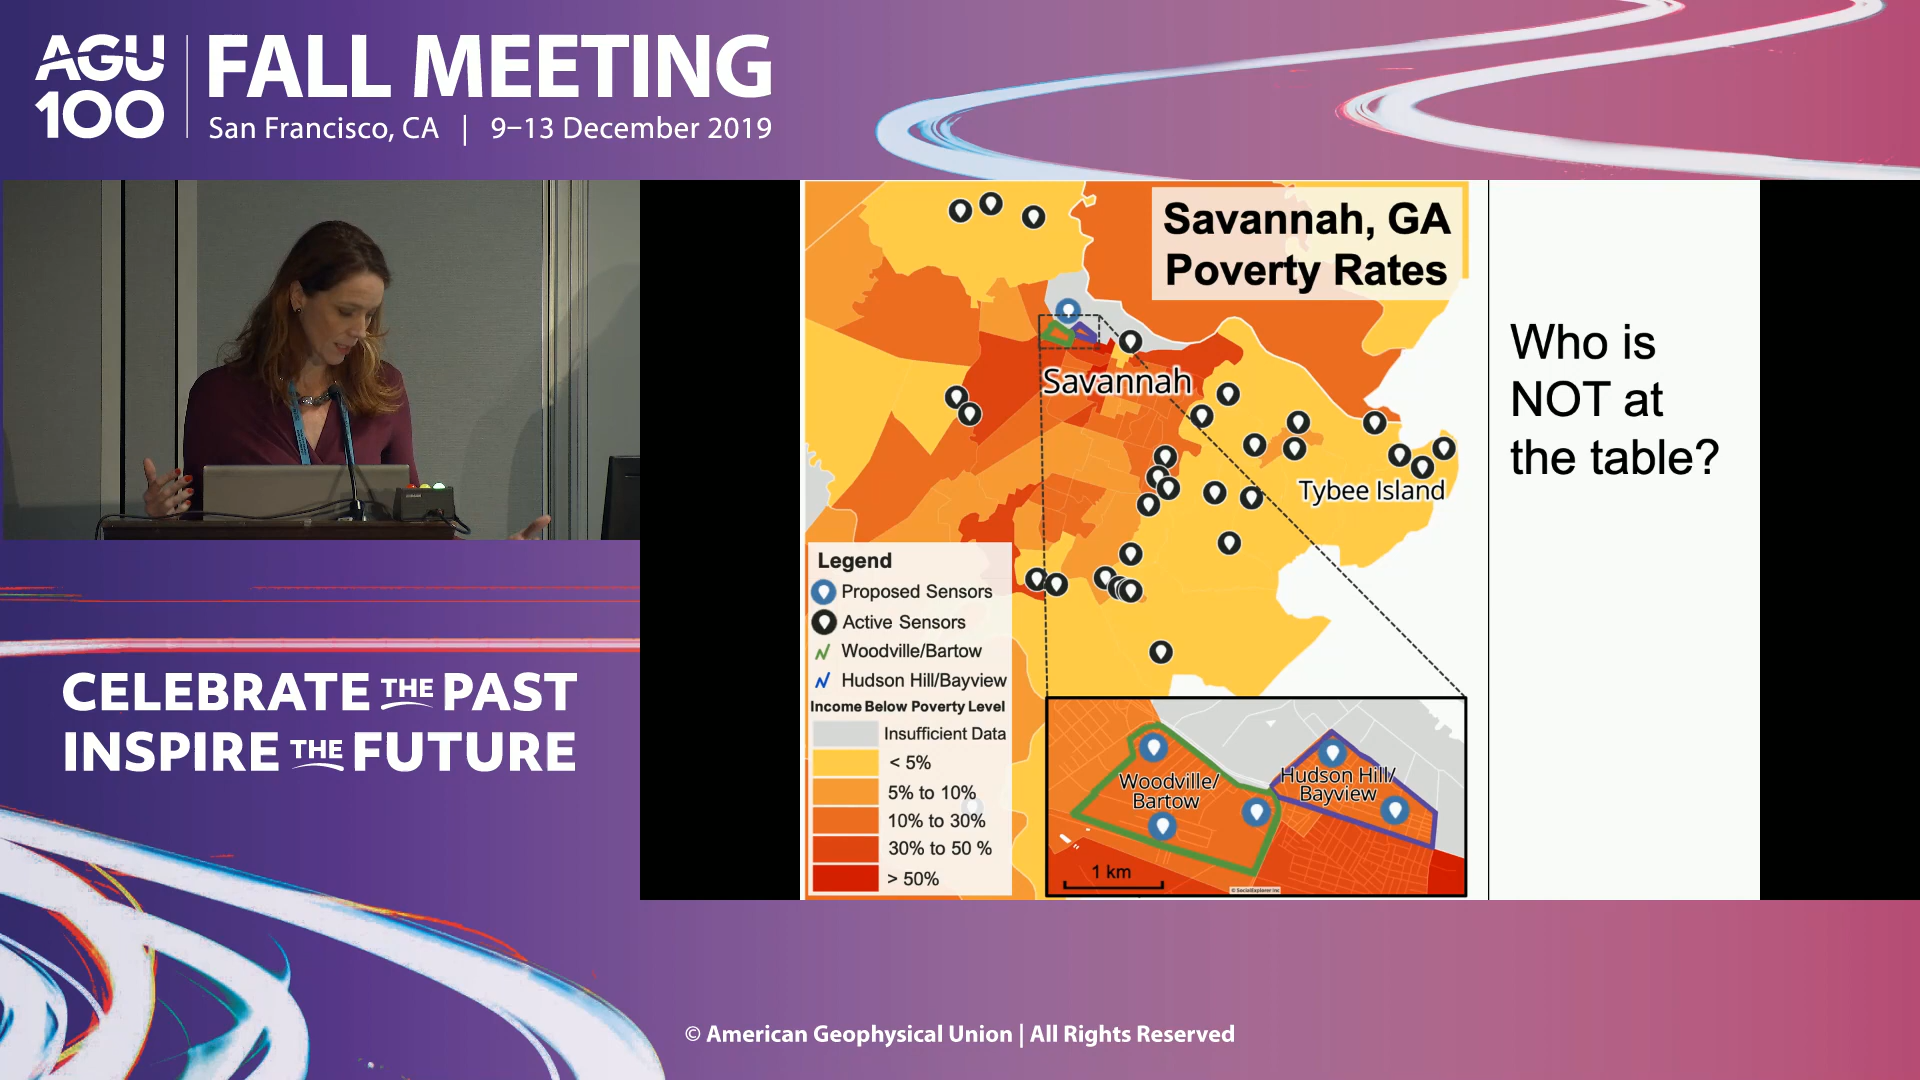 AGU
100
FALL MEETING
San Francisco, CA | 9–13 December 2019
Savannah, GA
Poverty Rates
Who is
NOT at
the table?
Savannah
Tybee Island
Legend
Proposed Sensors
Active Sensors
Woodville/Bartow
Hudson Hill/Bayview
Income Below Poverty Level
Insufficient Data
< 5%
5% to 10%
10% to 30%
30% to 50 %
> 50%
Woodville/
Bartow
Hudson Hill/
Bayview
1 km
© SocialExplorer Inc
CELEBRATE THE PAST
INSPIRE THE FUTURE
© American Geophysical Union | All Rights Reserved